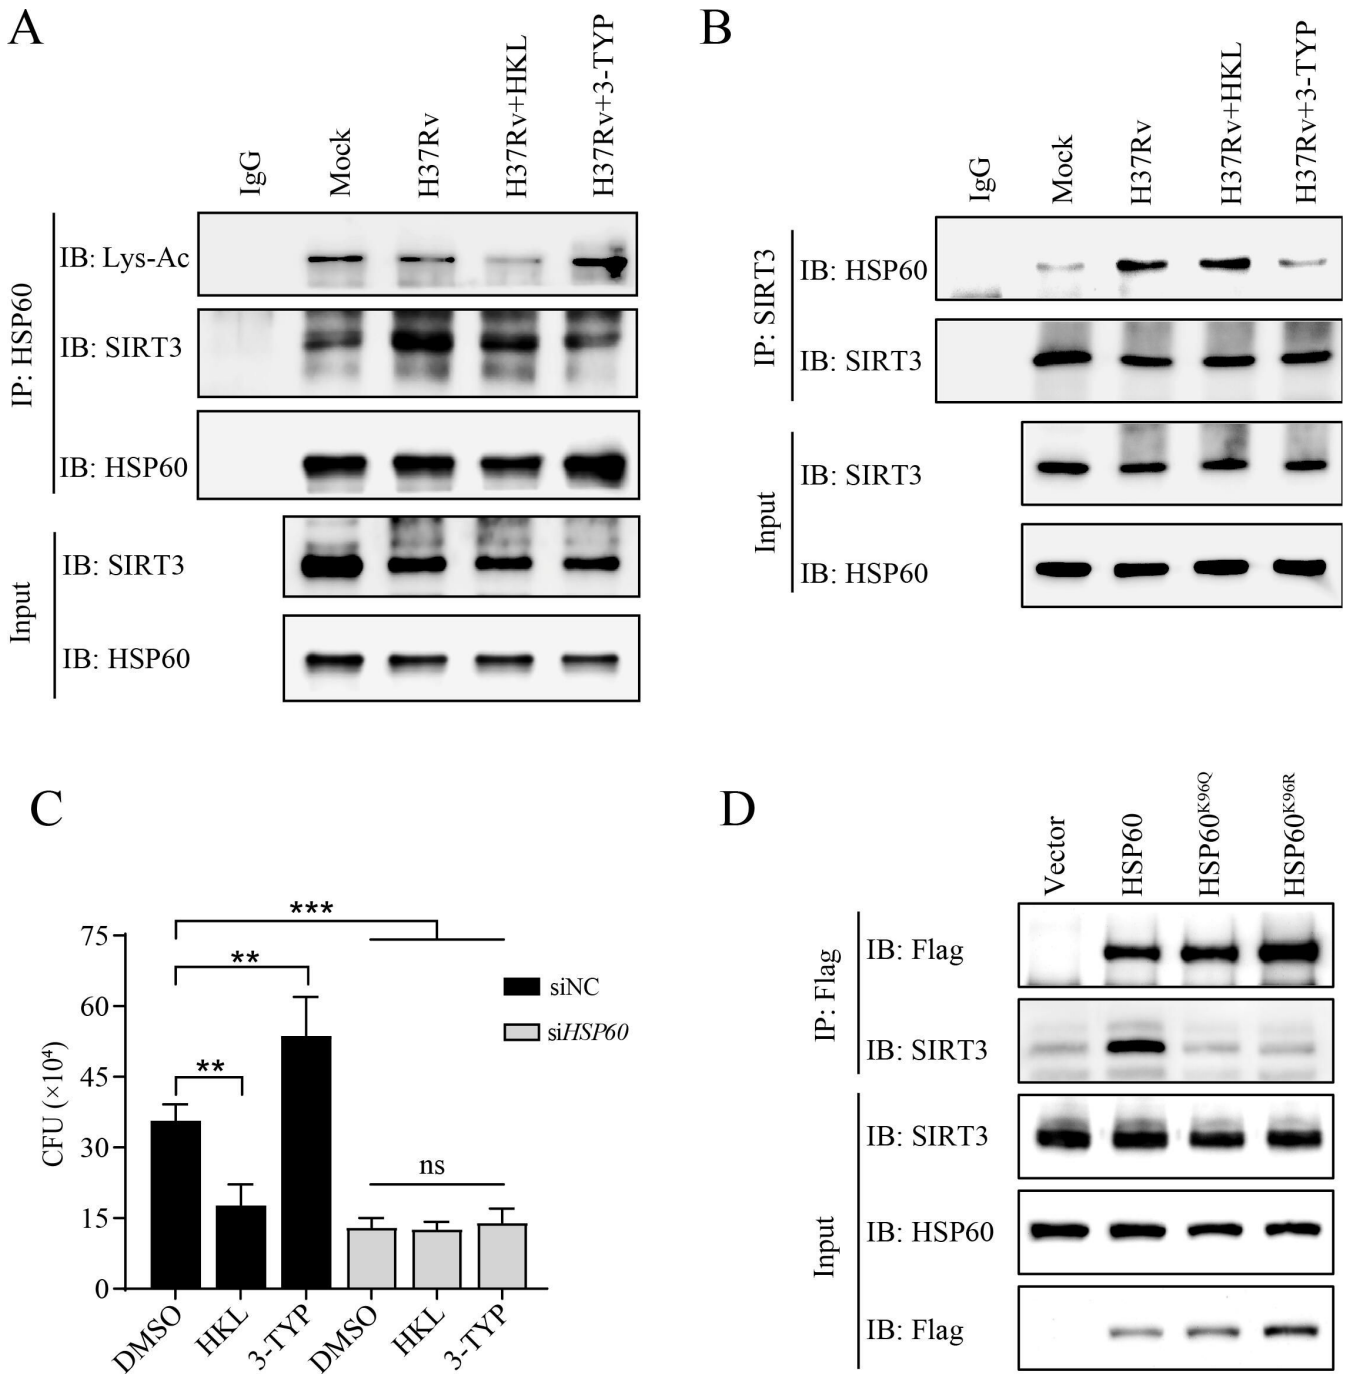 A
IgG
Mock
H37Rv
H37Rv+HKL
H37Rv+3-TYP
IP: HSP60
IB: Lys-Ac
IB: SIRT3
IB: HSP60
Input
IB: SIRT3
IB: HSP60
B
IgG
Mock
H37Rv
H37Rv+HKL
H37Rv+3-TYP
IP: SIRT3
IB: HSP60
IB: SIRT3
Input
IB: SIRT3
IB: HSP60
C
CFU (×10⁴)
75
60
45
30
15
0
***
**
**
ns
siNC
siHSP60
DMSO
HKL
3-TYP
DMSO
HKL
3-TYP
D
Vector
HSP60
HSP60ᴷ⁹⁶Q
HSP60ᴷ⁹⁶ᴿ
IP: Flag
IB: Flag
IB: SIRT3
Input
IB: SIRT3
IB: HSP60
IB: Flag